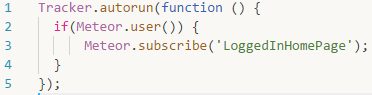 1 Tracker.autorun(function () {
2   if(Meteor.user()) {
3     Meteor.subscribe('LoggedInHomePage');
4   }
5 });